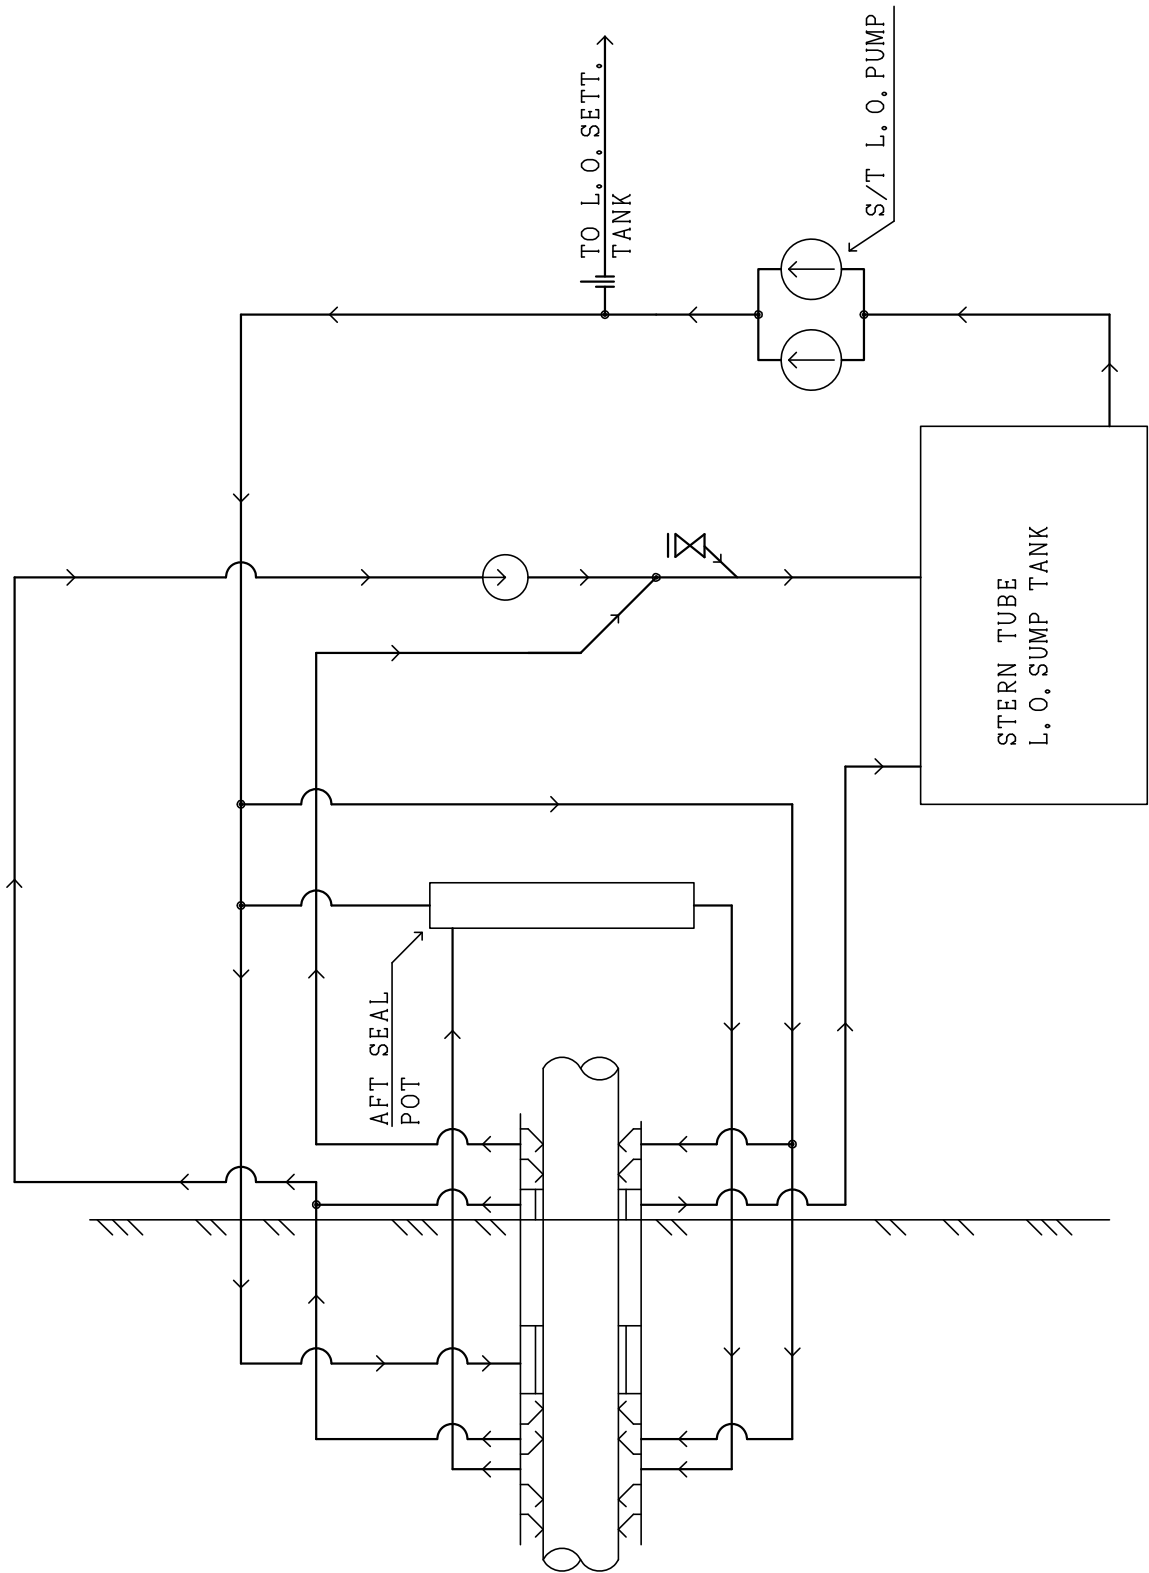 AFT SEAL
POT
TO L.O.SETT.
TANK
STERN TUBE
L.O.SUMP TANK
S/T L.O.PUMP